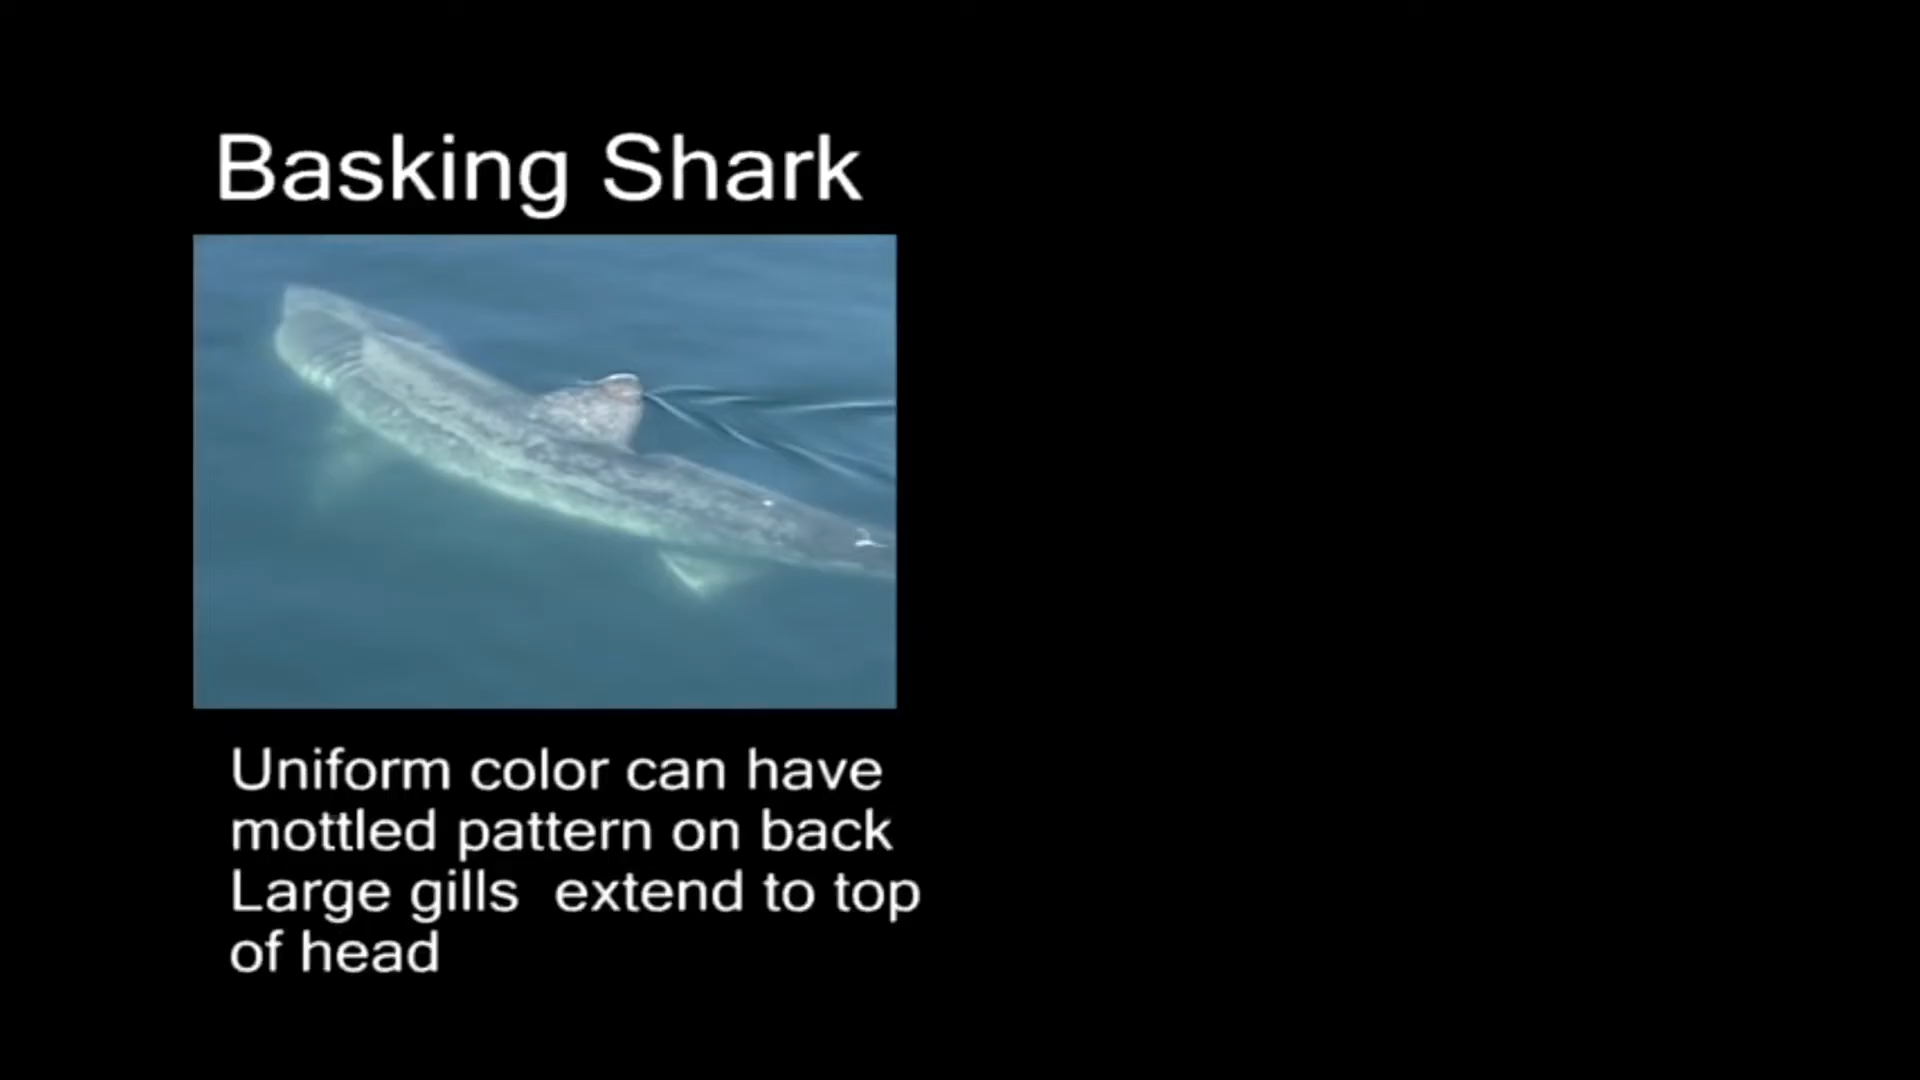 Basking Shark
Uniform color can have
mottled pattern on back
Large gills  extend to top
of head